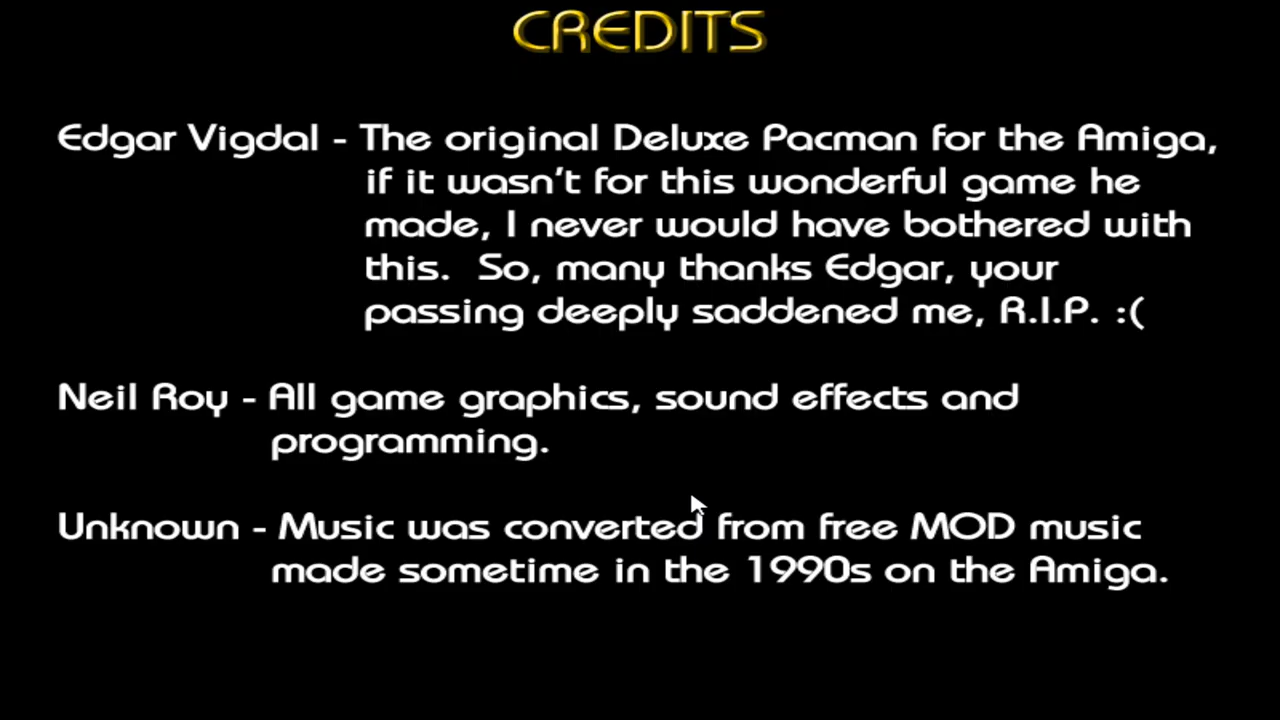 CREDITS
Edgar Vigdal - The original Deluxe Pacman for the Amiga,
if it wasn't for this wonderful game he
made, I never would have bothered with
this.  So, many thanks Edgar, your
passing deeply saddened me, R.I.P. :(
Neil Roy - All game graphics, sound effects and
programming.
Unknown - Music was converted from free MOD music
made sometime in the 1990s on the Amiga.